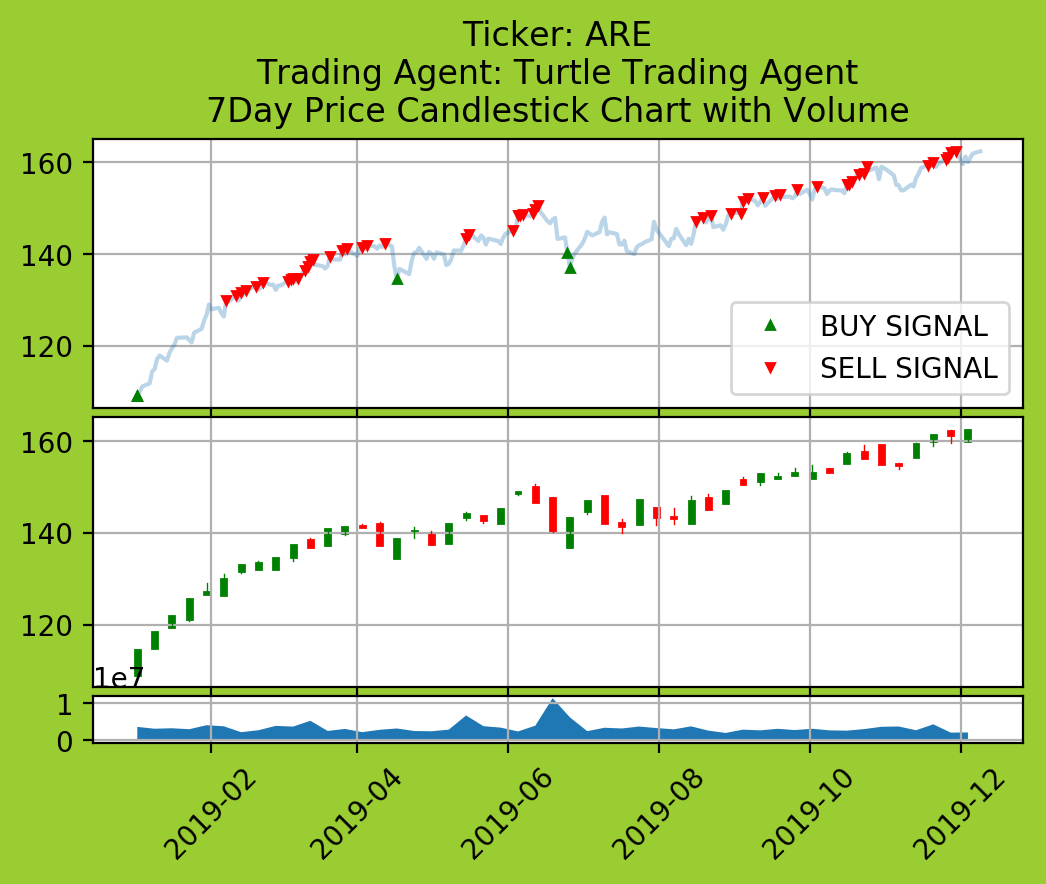 Ticker: ARE
Trading Agent: Turtle Trading Agent
7Day Price Candlestick Chart with Volume
160
140
120
BUY SIGNAL
SELL SIGNAL
160
140
120
1e7
1
0
2019-02
2019-04
2019-06
2019-08
2019-10
2019-12